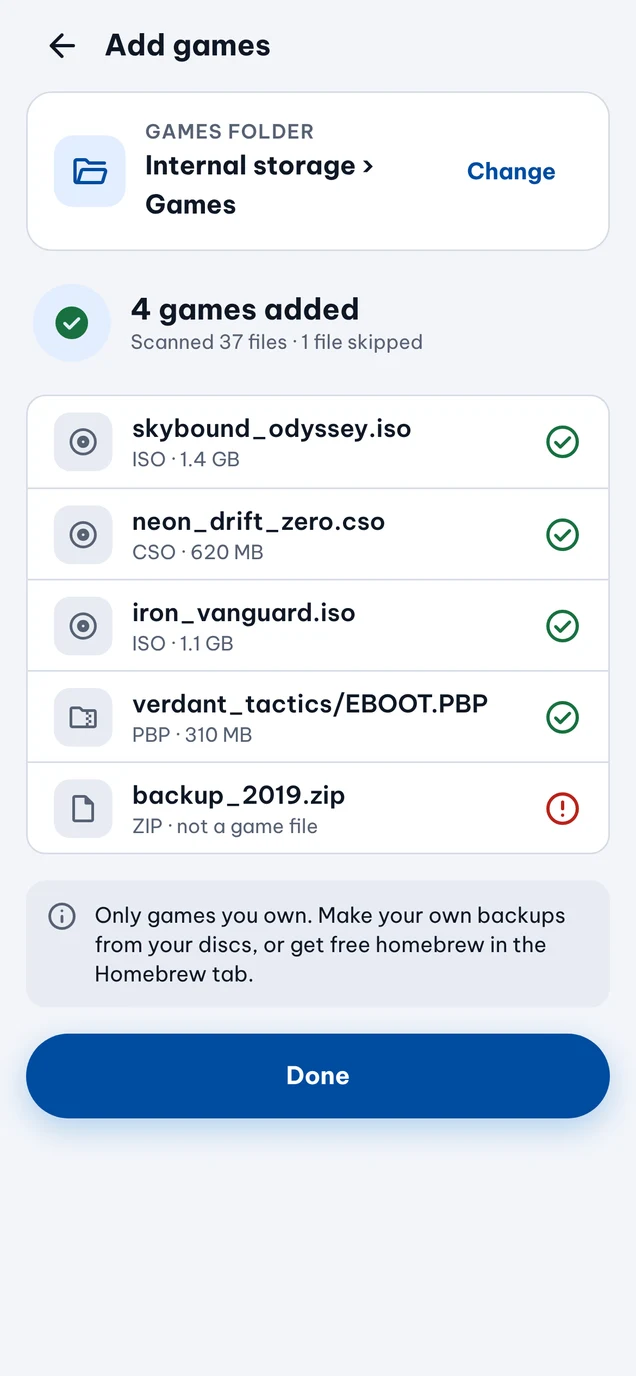 Add games
GAMES FOLDER
Internal storage ›
Games
Change
4 games added
Scanned 37 files · 1 file skipped
skybound_odyssey.iso
ISO · 1.4 GB
neon_drift_zero.cso
CSO · 620 MB
iron_vanguard.iso
ISO · 1.1 GB
verdant_tactics/EBOOT.PBP
PBP · 310 MB
backup_2019.zip
ZIP · not a game file
Only games you own. Make your own backups
from your discs, or get free homebrew in the
Homebrew tab.
Done